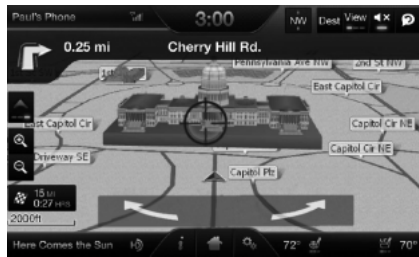 Paul's Phone 3:00 NW Dest View
0.25 mi Cherry Hill Rd.
Pennsylvania Ave NW 2nd St NW
1st
East Capitol Cir
East Capitol Cir Capitol Cir NE
Capitol Cir NE
Driveway SE
Capitol Plz
15 MI
0:27 HRS
2000ft
Here Comes the Sun i 72° 70°